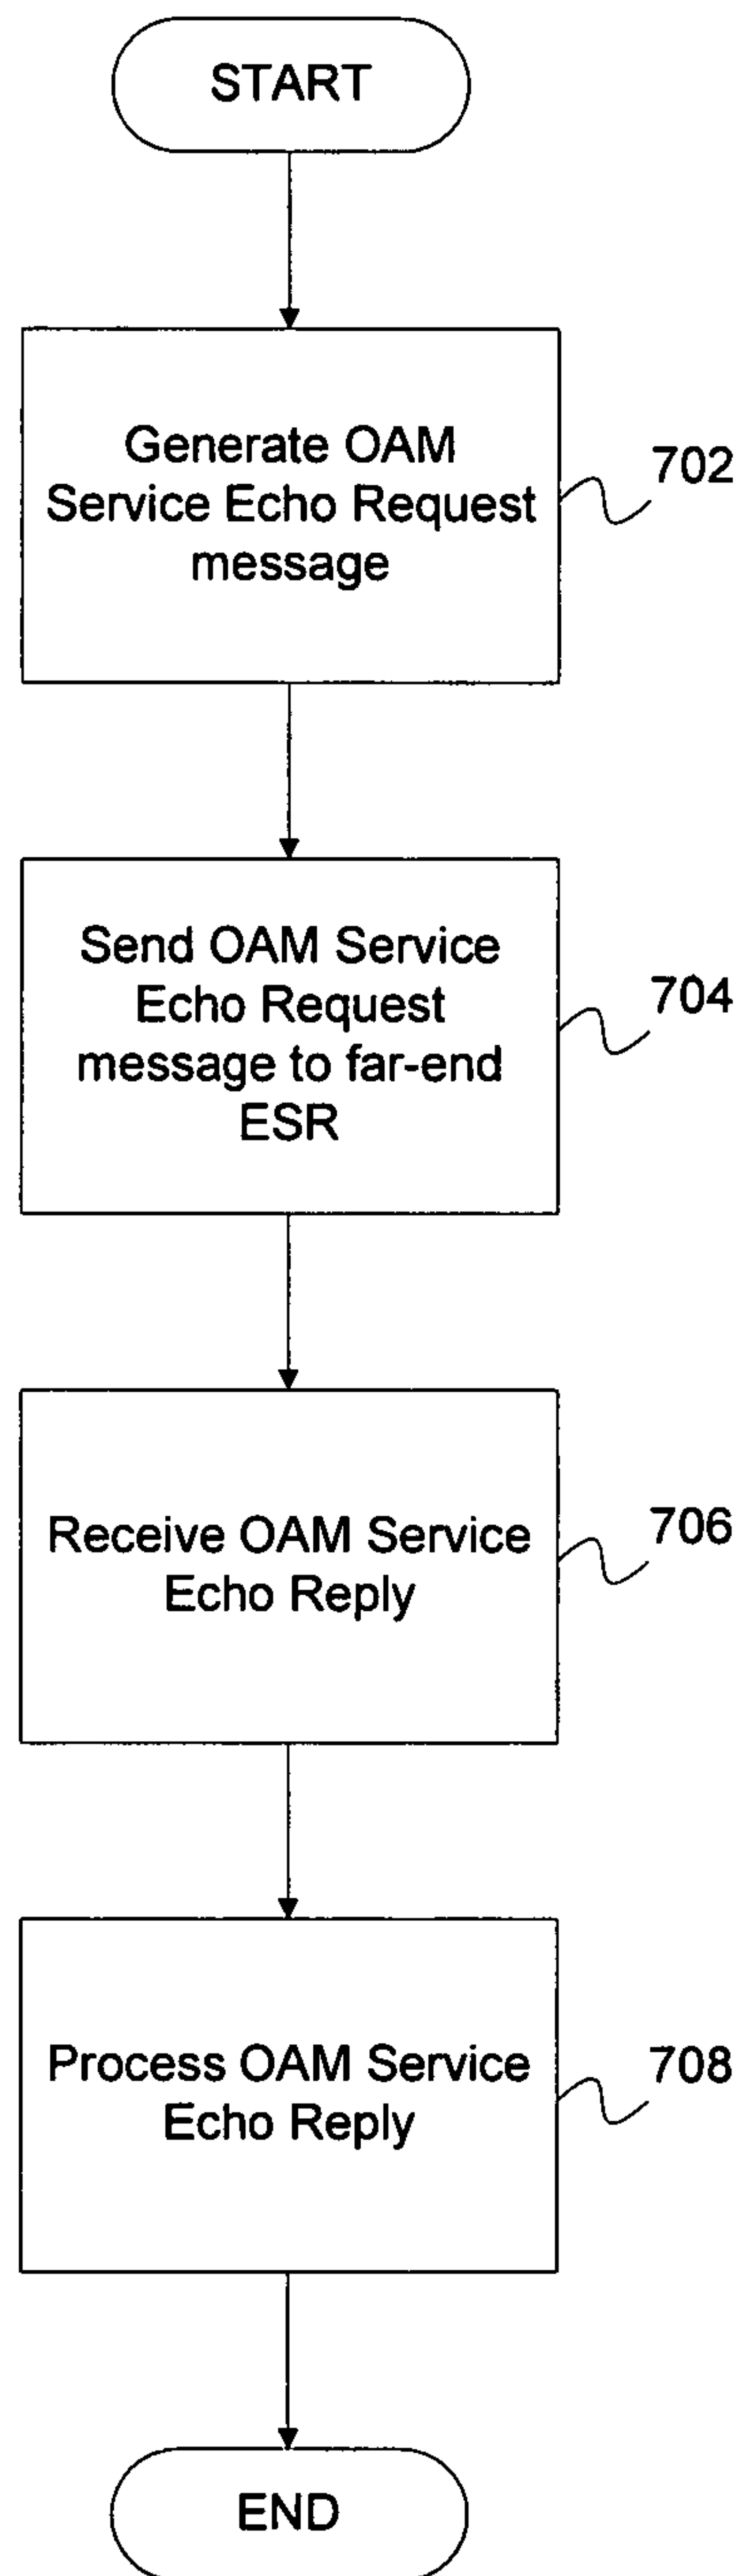 START
Generate OAM
Service Echo Request
message
702
Send OAM Service
Echo Request
message to far-end
ESR
704
Receive OAM Service
Echo Reply
706
Process OAM Service
Echo Reply
708
END